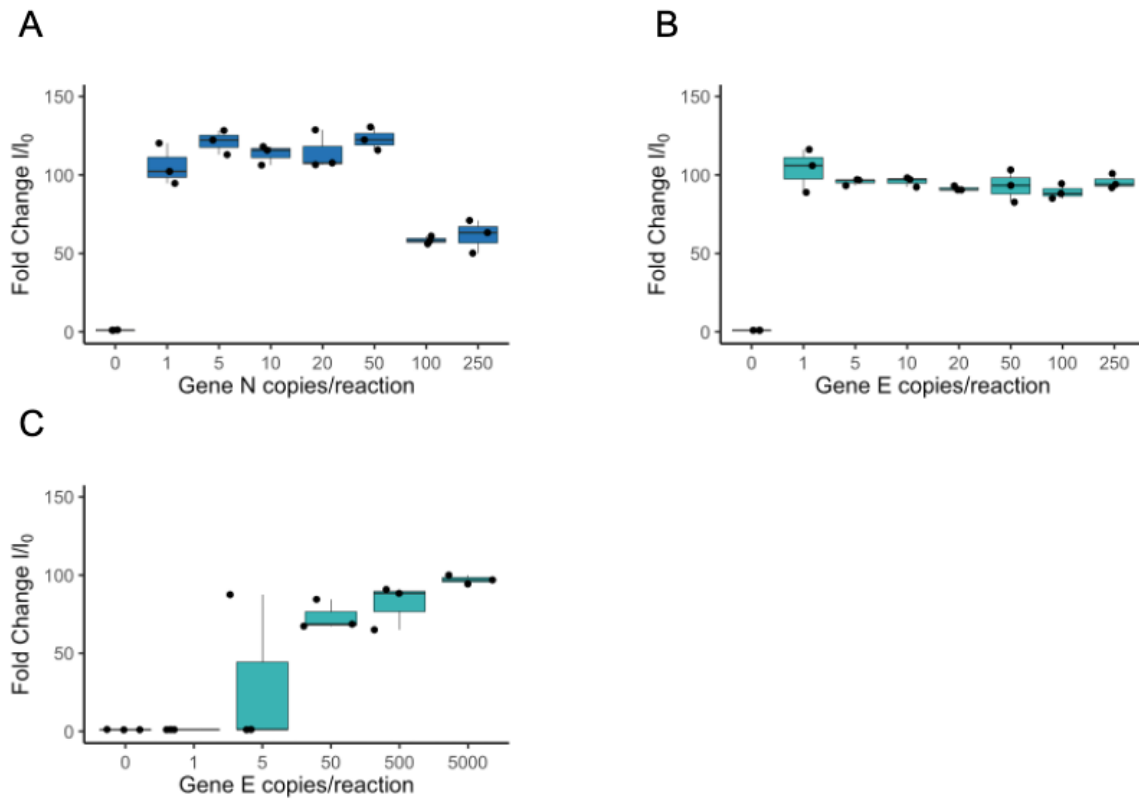 A
150
100
50
0
Fold Change I/I₀
0 1 5 10 20 50 100 250
Gene N copies/reaction
B
150
100
50
0
Fold Change I/I₀
0 1 5 10 20 50 100 250
Gene E copies/reaction
C
150
100
50
0
Fold Change I/I₀
0 1 5 50 500 5000
Gene E copies/reaction